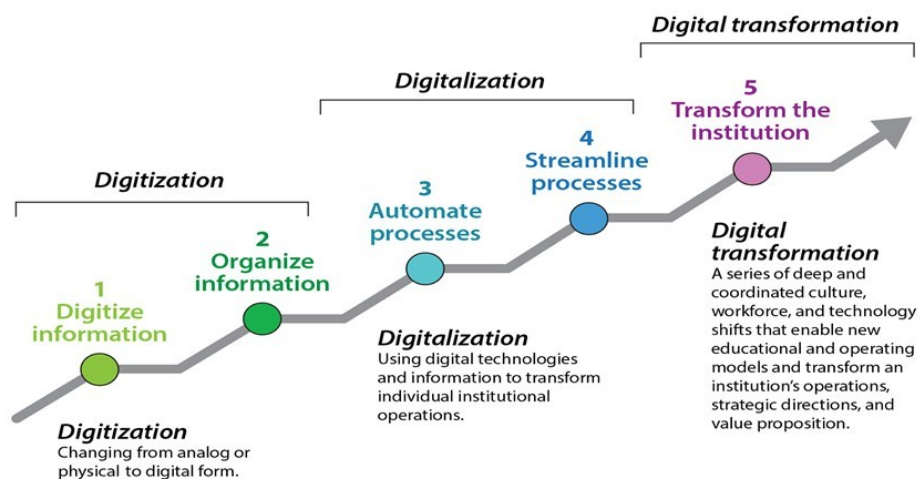 Digital transformation
Digitalization
Digitization
1
Digitize
information
2
Organize
information
3
Automate
processes
4
Streamline
processes
5
Transform the
institution
Digitization
Changing from analog or
physical to digital form.
Digitalization
Using digital technologies
and information to transform
individual institutional
operations.
Digital
transformation
A series of deep and
coordinated culture,
workforce, and technology
shifts that enable new
educational and operating
models and transform an
institution's operations,
strategic directions, and
value proposition.